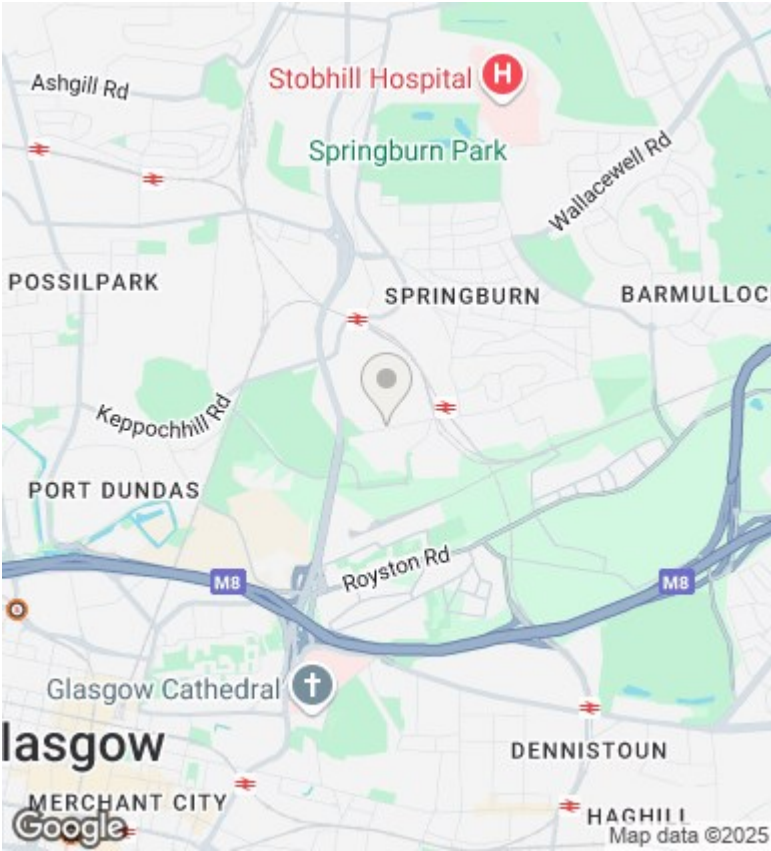 Ashgill Rd
Stobhill Hospital
H
Springburn Park
Wallacewell Rd
POSSILPARK
SPRINGBURN
BARMULLOC
Keppochhill Rd
PORT DUNDAS
Royston Rd
M8
M8
Glasgow Cathedral
lasgow
DENNISTOUN
MERCHANT CITY
HAGHILL
Google
Map data ©2025